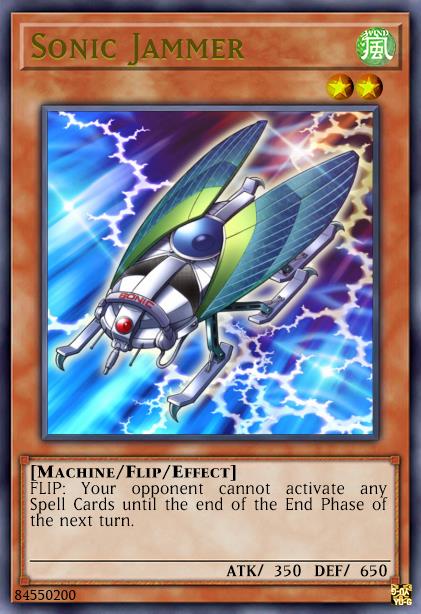 Sonic Jammer
WIND
風
SONIC
[Machine/Flip/Effect]
FLIP: Your opponent cannot activate any
Spell Cards until the end of the End Phase of
the next turn.
ATK/ 350 DEF/ 650
84550200